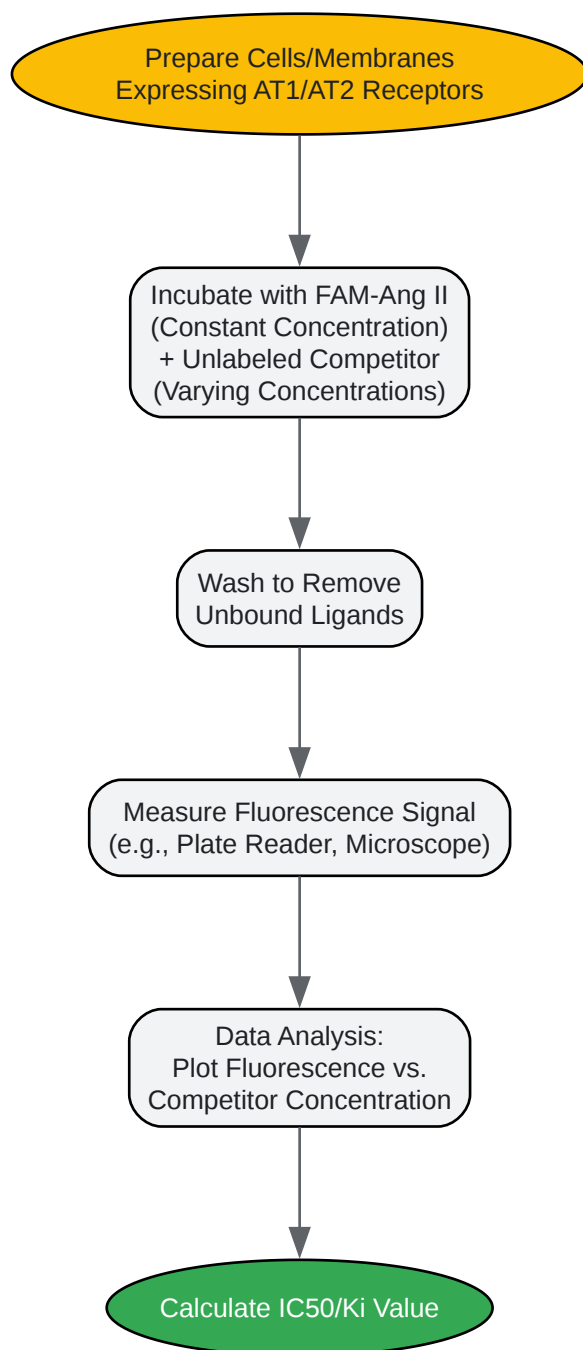 Prepare Cells/Membranes
Expressing AT1/AT2 Receptors
Incubate with FAM-Ang II
(Constant Concentration)
+ Unlabeled Competitor
(Varying Concentrations)
Wash to Remove
Unbound Ligands
Measure Fluorescence Signal
(e.g., Plate Reader, Microscope)
Data Analysis:
Plot Fluorescence vs.
Competitor Concentration
Calculate IC50/Ki Value